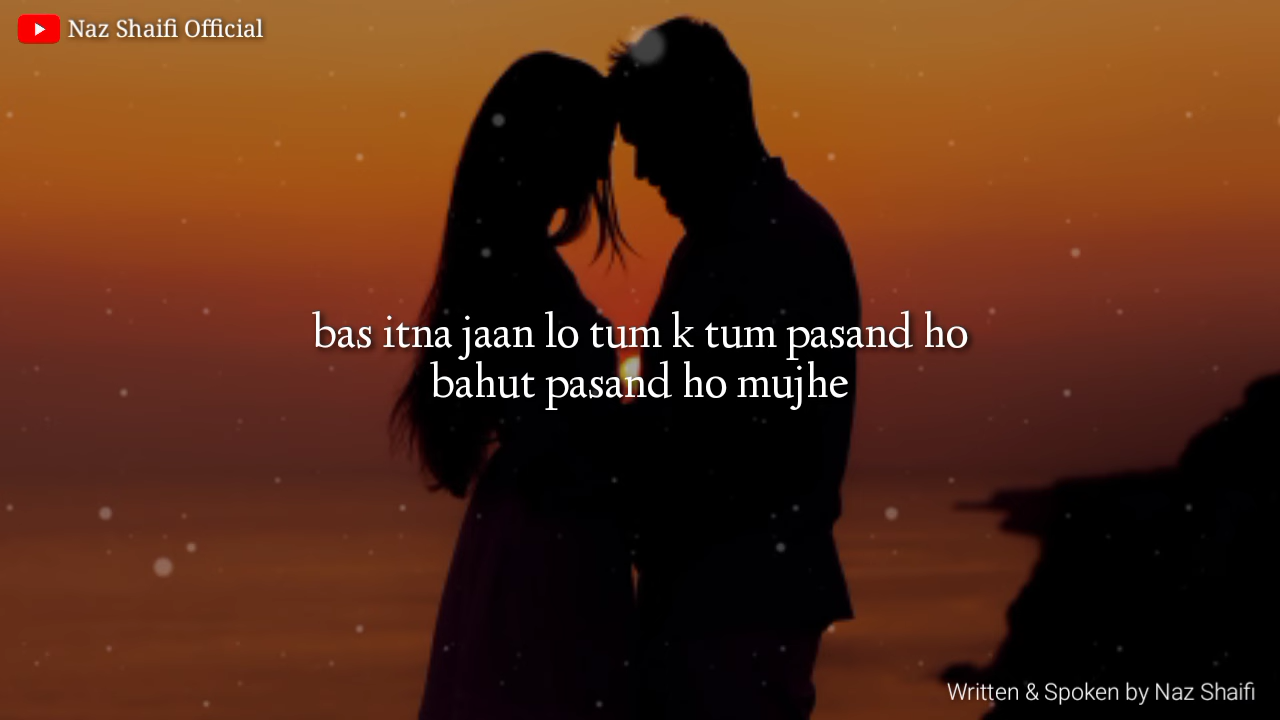 Naz Shaifi Official
bas itna jaan lo tum k tum pasand ho
bahut pasand ho mujhe
Written & Spoken by Naz Shaifi